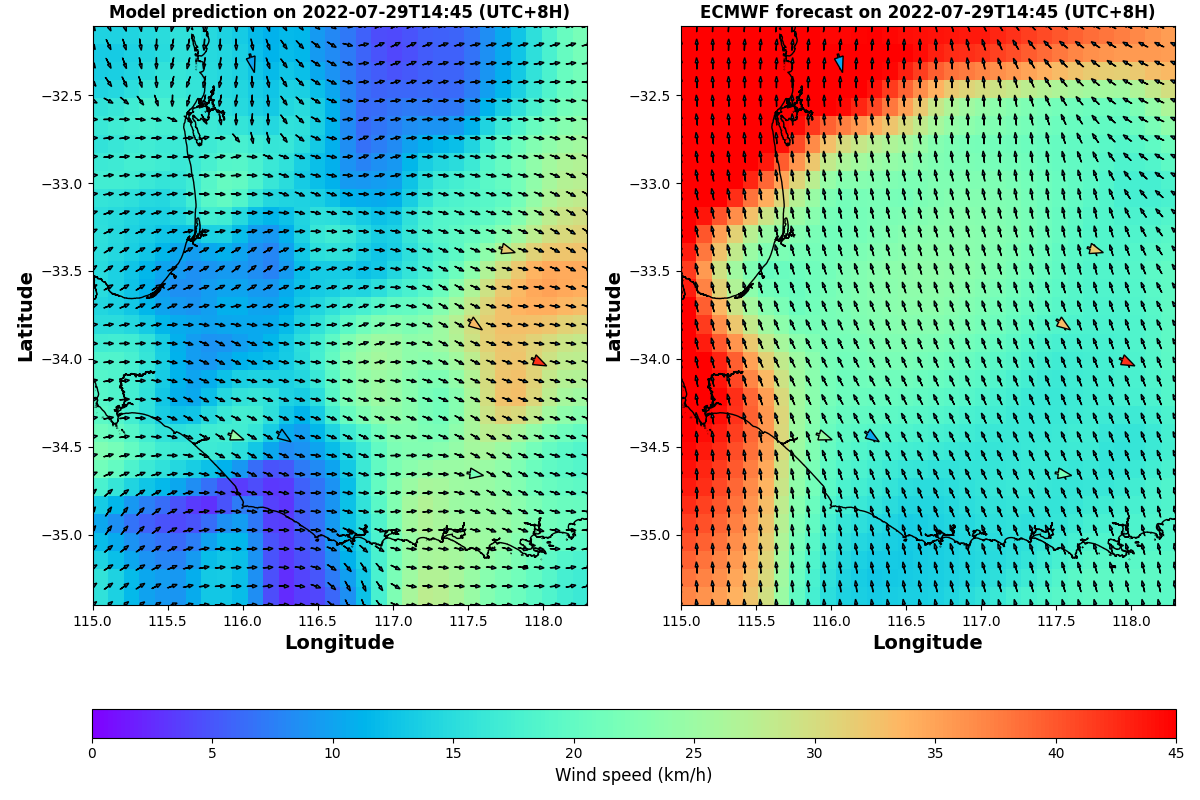 Model prediction on 2022-07-29T14:45 (UTC+8H)
ECMWF forecast on 2022-07-29T14:45 (UTC+8H)
Latitude
−32.5
−33.0
−33.5
−34.0
−34.5
−35.0
115.0 115.5 116.0 116.5 117.0 117.5 118.0
Longitude
Latitude
−32.5
−33.0
−33.5
−34.0
−34.5
−35.0
115.0 115.5 116.0 116.5 117.0 117.5 118.0
Longitude
0 5 10 15 20 25 30 35 40 45
Wind speed (km/h)